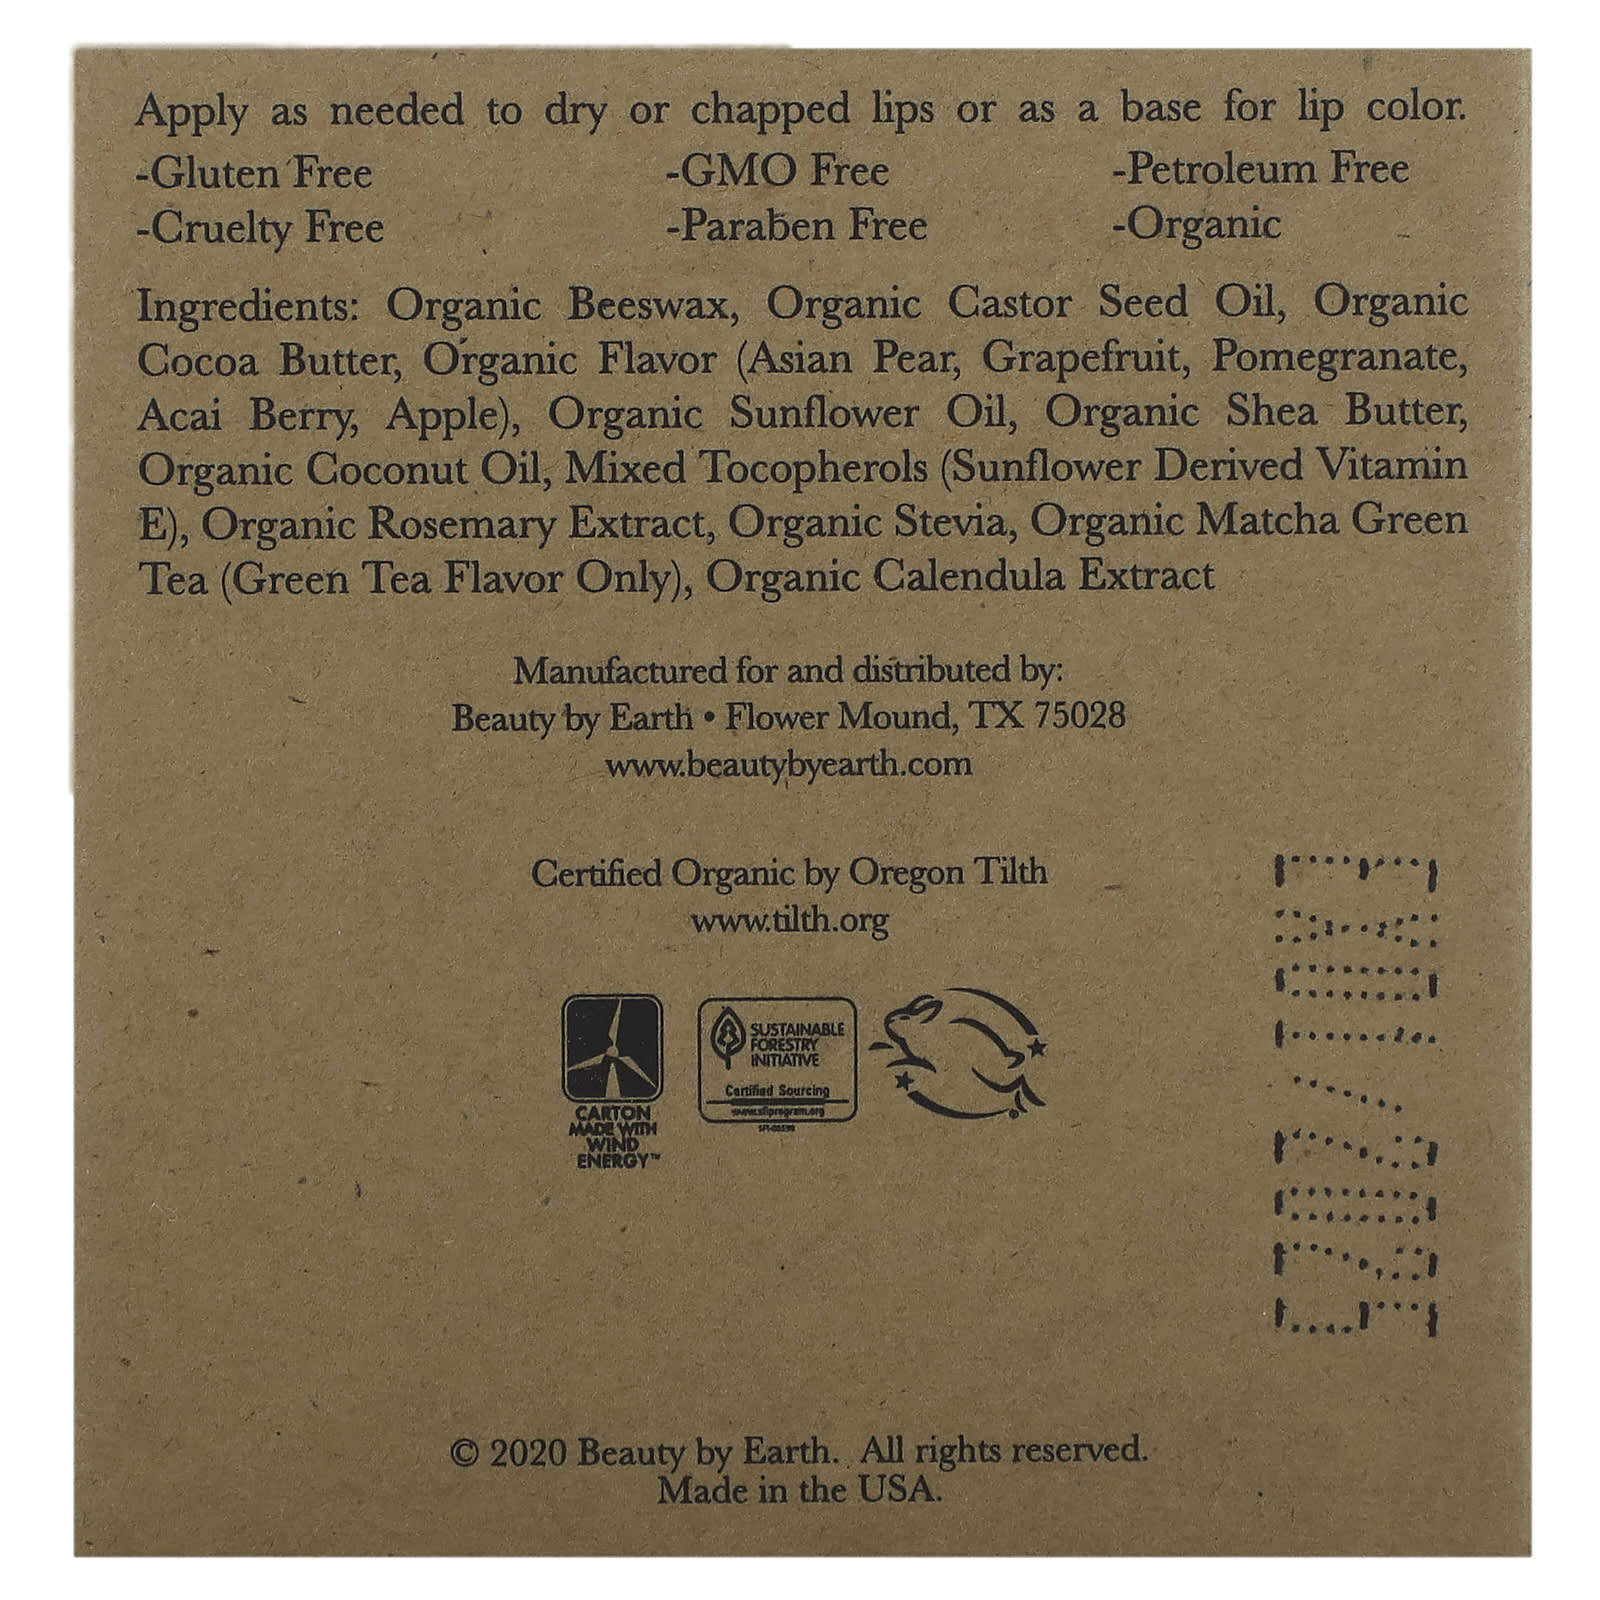 Apply as needed to dry or chapped lips or as a base for lip color.
-Gluten Free -GMO Free -Petroleum Free
-Cruelty Free -Paraben Free -Organic
Ingredients: Organic Beeswax, Organic Castor Seed Oil, Organic
Cocoa Butter, Organic Flavor (Asian Pear, Grapefruit, Pomegranate,
Acai Berry, Apple), Organic Sunflower Oil, Organic Shea Butter,
Organic Coconut Oil, Mixed Tocopherols (Sunflower Derived Vitamin
E), Organic Rosemary Extract, Organic Stevia, Organic Matcha Green
Tea (Green Tea Flavor Only), Organic Calendula Extract
Manufactured for and distributed by:
Beauty by Earth • Flower Mound, TX 75028
www.beautybyearth.com
Certified Organic by Oregon Tilth
www.tilth.org
CARTON
MADE WITH
WIND
ENERGY™
SUSTAINABLE
FORESTRY
INITIATIVE
Certified Sourcing
www.sfiprogram.org
EX01/2025
© 2020 Beauty by Earth. All rights reserved.
Made in the USA.